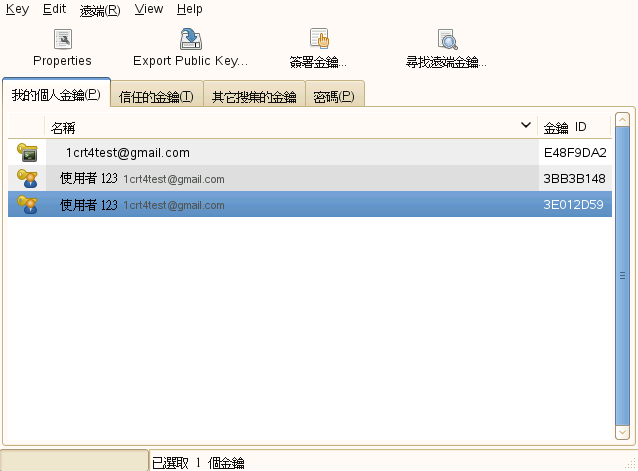 Key Edit 遠端(R) View Help
Properties Export Public Key... 簽署金鑰... 尋找遠端金鑰...
我的個人金鑰(P) 信任的金鑰(T) 其它搜集的金鑰 密碼(P)
名稱 金鑰 ID
1crt4test@gmail.com E48F9DA2
使用者 123 1crt4test@gmail.com 3BB3B148
使用者 123 1crt4test@gmail.com 3E012D59
已選取 1 個金鑰